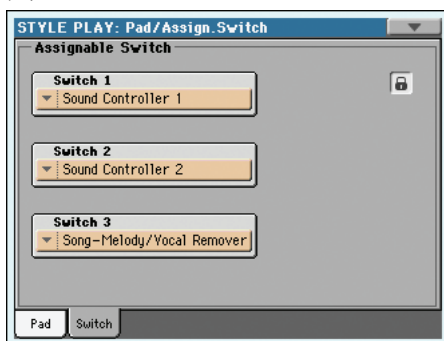 STYLE PLAY: Pad/Assign.Switch
Assignable Switch
Switch 1
Sound Controller 1
Switch 2
Sound Controller 2
Switch 3
Song-Melody/Vocal Remover
Pad Switch